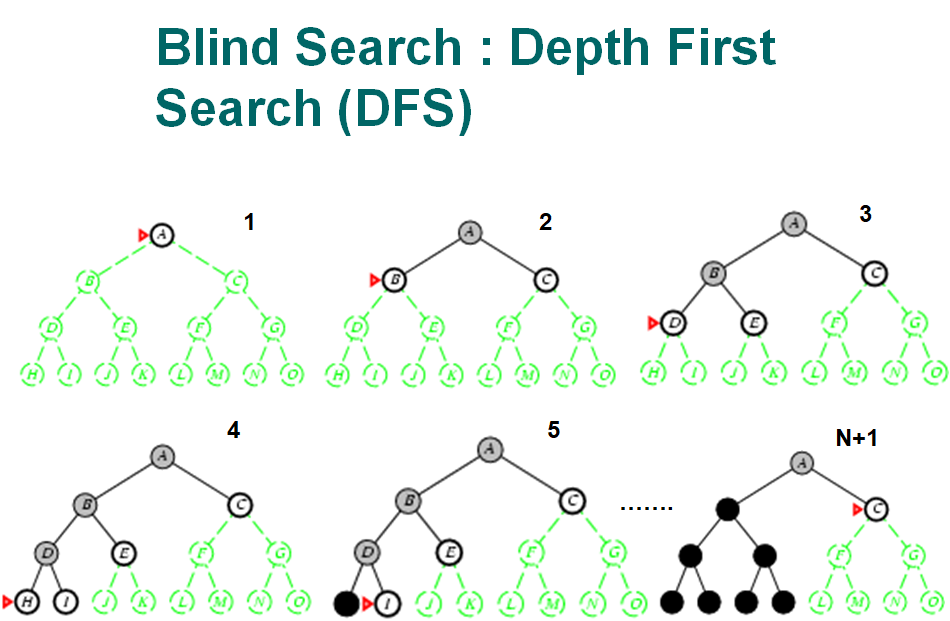 Blind Search : Depth First
Search (DFS)
1
A
B C
D E F G
H I J K L M N O
2
A
B C
D E F G
H I J K L M N O
3
A
B C
D E F G
H I J K L M N O
4
A
B C
D E F G
H I J K L M N O
5
A
B C
D E F G
I J K L M N O
.......
N+1
A
C
F G
L M N O